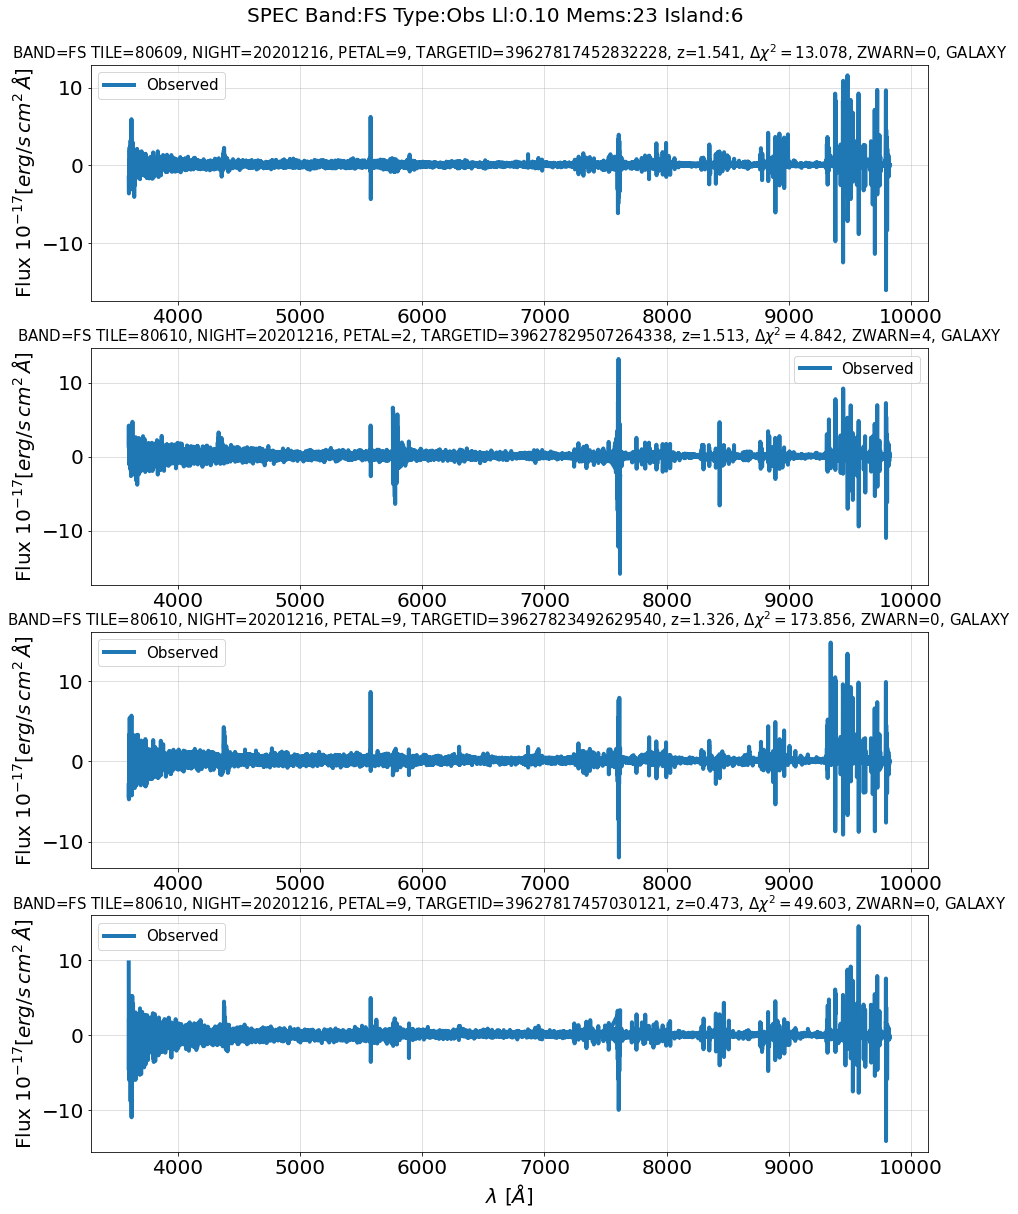 SPEC Band:FS Type:Obs Ll:0.10 Mems:23 Island:6
BAND=FS TILE=80609, NIGHT=20201216, PETAL=9, TARGETID=39627817452832228, z=1.541, Δχ² = 13.078, ZWARN=0, GALAXY
Flux 10⁻¹⁷[erg/s cm² Å]
Observed
10
0
−10
4000 5000 6000 7000 8000 9000 10000
BAND=FS TILE=80610, NIGHT=20201216, PETAL=2, TARGETID=39627829507264338, z=1.513, Δχ² = 4.842, ZWARN=4, GALAXY
Flux 10⁻¹⁷[erg/s cm² Å]
Observed
10
0
−10
4000 5000 6000 7000 8000 9000 10000
BAND=FS TILE=80610, NIGHT=20201216, PETAL=9, TARGETID=39627823492629540, z=1.326, Δχ² = 173.856, ZWARN=0, GALAXY
Flux 10⁻¹⁷[erg/s cm² Å]
Observed
10
0
−10
4000 5000 6000 7000 8000 9000 10000
BAND=FS TILE=80610, NIGHT=20201216, PETAL=9, TARGETID=39627817457030121, z=0.473, Δχ² = 49.603, ZWARN=0, GALAXY
Flux 10⁻¹⁷[erg/s cm² Å]
Observed
10
0
−10
4000 5000 6000 7000 8000 9000 10000
λ [Å]